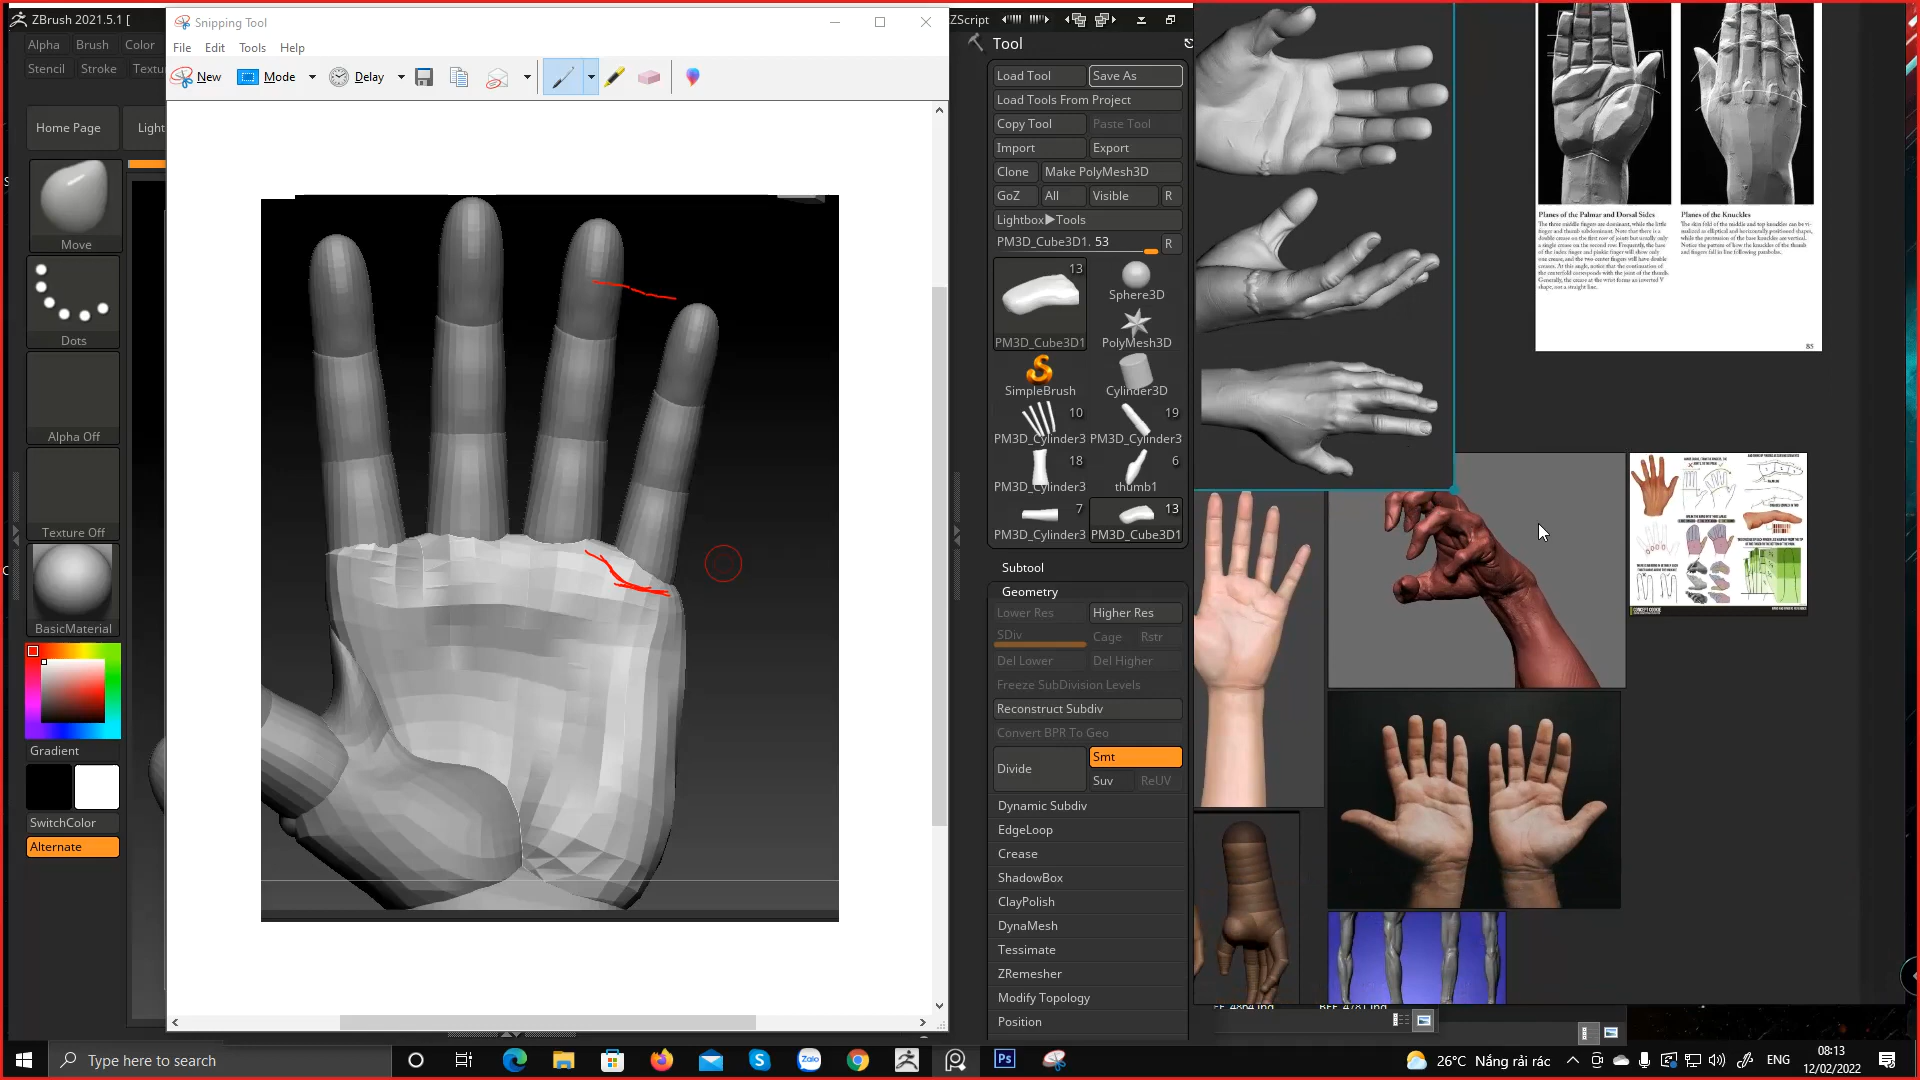 ZBrush 2021.5.1 [
Alpha
Brush
Color
Stencil
Stroke
Home Page
Light
Move
Dots
Alpha Off
Texture Off
BasicMaterial
Gradient
SwitchColor
Alternate
Snipping Tool
File
Edit
Tools
Help
New
Mode
Delay
ZScript
Tool
Load Tool
Save As
Load Tools From Project
Copy Tool
Paste Tool
Import
Export
Clone
Make PolyMesh3D
GoZ
All
Visible
R
Lightbox▶Tools
PM3D_Cube3D1. 53
R
13
PM3D_Cube3D1
Sphere3D
PolyMesh3D
SimpleBrush
Cylinder3D
10
19
PM3D_Cylinder3
PM3D_Cylinder3
18
6
PM3D_Cylinder3
thumb1
7
13
PM3D_Cylinder3
PM3D_Cube3D1
Subtool
Geometry
Lower Res
Higher Res
SDiv
Cage
Rstr
Del Lower
Del Higher
Freeze SubDivision Levels
Reconstruct Subdiv
Convert BPR To Geo
Divide
Smt
Suv
ReUV
Dynamic Subdiv
EdgeLoop
Crease
ShadowBox
ClayPolish
DynaMesh
Tessimate
ZRemesher
Modify Topology
Position
Planes of the Palmar and Dorsal Sides
Planes of the Knuckles
85
CONCEPT COOKIE
Type here to search
Zalo
Ps
26°C Nắng rải rác
ENG
08:13
12/02/2022